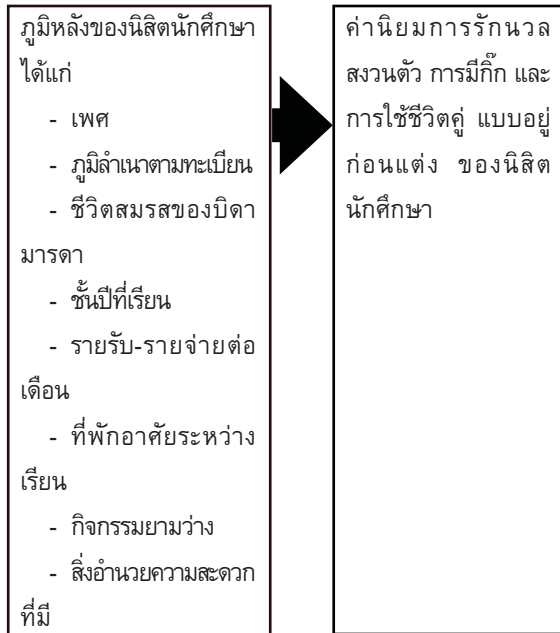 ภูมิหลังของนิสิตนักศึกษา
ได้แก่
- เพศ
- ภูมิลำเนาตามทะเบียน
- ชีวิตสมรสของบิดา
มารดา
- ชั้นปีที่เรียน
- รายรับ-รายจ่ายต่อ
เดือน
- ที่พักอาศัยระหว่าง
เรียน
- กิจกรรมยามว่าง
- สิ่งอำนวยความสะดวก
ที่มี
ค่านิยมการรักนวล
สงวนตัว การมีกิ๊ก และ
การใช้ชีวิตคู่ แบบอยู่
ก่อนแต่ง ของนิสิต
นักศึกษา